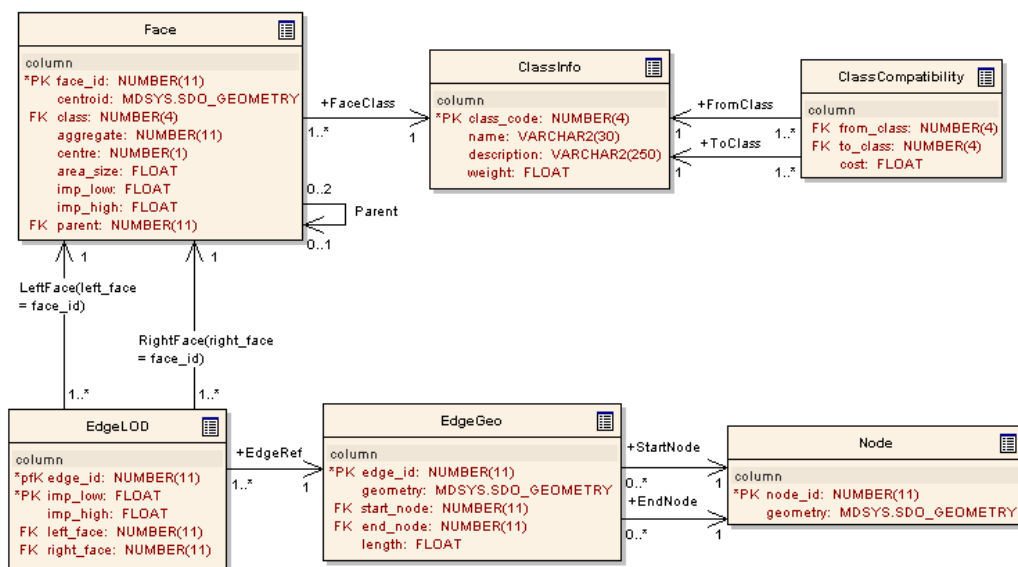 Face
column
*PK face_id: NUMBER(11)
centroid: MDSYS.SDO_GEOMETRY
FK class: NUMBER(4)
aggregate: NUMBER(11)
centre: NUMBER(1)
area_size: FLOAT
imp_low: FLOAT
imp_high: FLOAT
FK parent: NUMBER(11)
+FaceClass
1..*
1
ClassInfo
column
*PK class_code: NUMBER(4)
name: VARCHAR2(30)
description: VARCHAR2(250)
weight: FLOAT
+FromClass
1
1..*
+ToClass
1
1..*
ClassCompatibility
column
FK from_class: NUMBER(4)
FK to_class: NUMBER(4)
cost: FLOAT
0..2
Parent
0..1
1
1
LeftFace(left_face
= face_id)
RightFace(right_face
= face_id)
1..*
1..*
EdgeLOD
column
*pfK edge_id: NUMBER(11)
*PK imp_low: FLOAT
imp_high: FLOAT
FK left_face: NUMBER(11)
FK right_face: NUMBER(11)
+EdgeRef
1..*
1
EdgeGeo
column
*PK edge_id: NUMBER(11)
geometry: MDSYS.SDO_GEOMETRY
FK start_node: NUMBER(11)
FK end_node: NUMBER(11)
length: FLOAT
+StartNode
0..*
1
+EndNode
0..*
1
Node
column
*PK node_id: NUMBER(11)
geometry: MDSYS.SDO_GEOMETRY